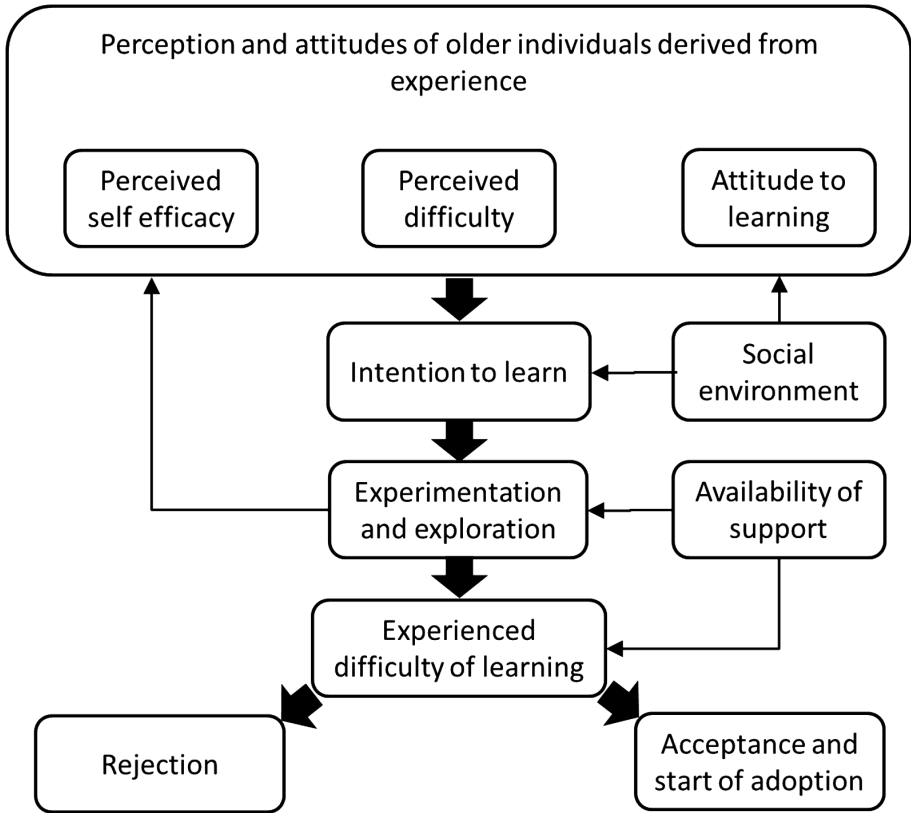 Perception and attitudes of older individuals derived from
experience
Perceived
self efficacy
Perceived
difficulty
Attitude to
learning
Intention to learn
Social
environment
Experimentation
and exploration
Availability of
support
Experienced
difficulty of learning
Rejection
Acceptance and
start of adoption